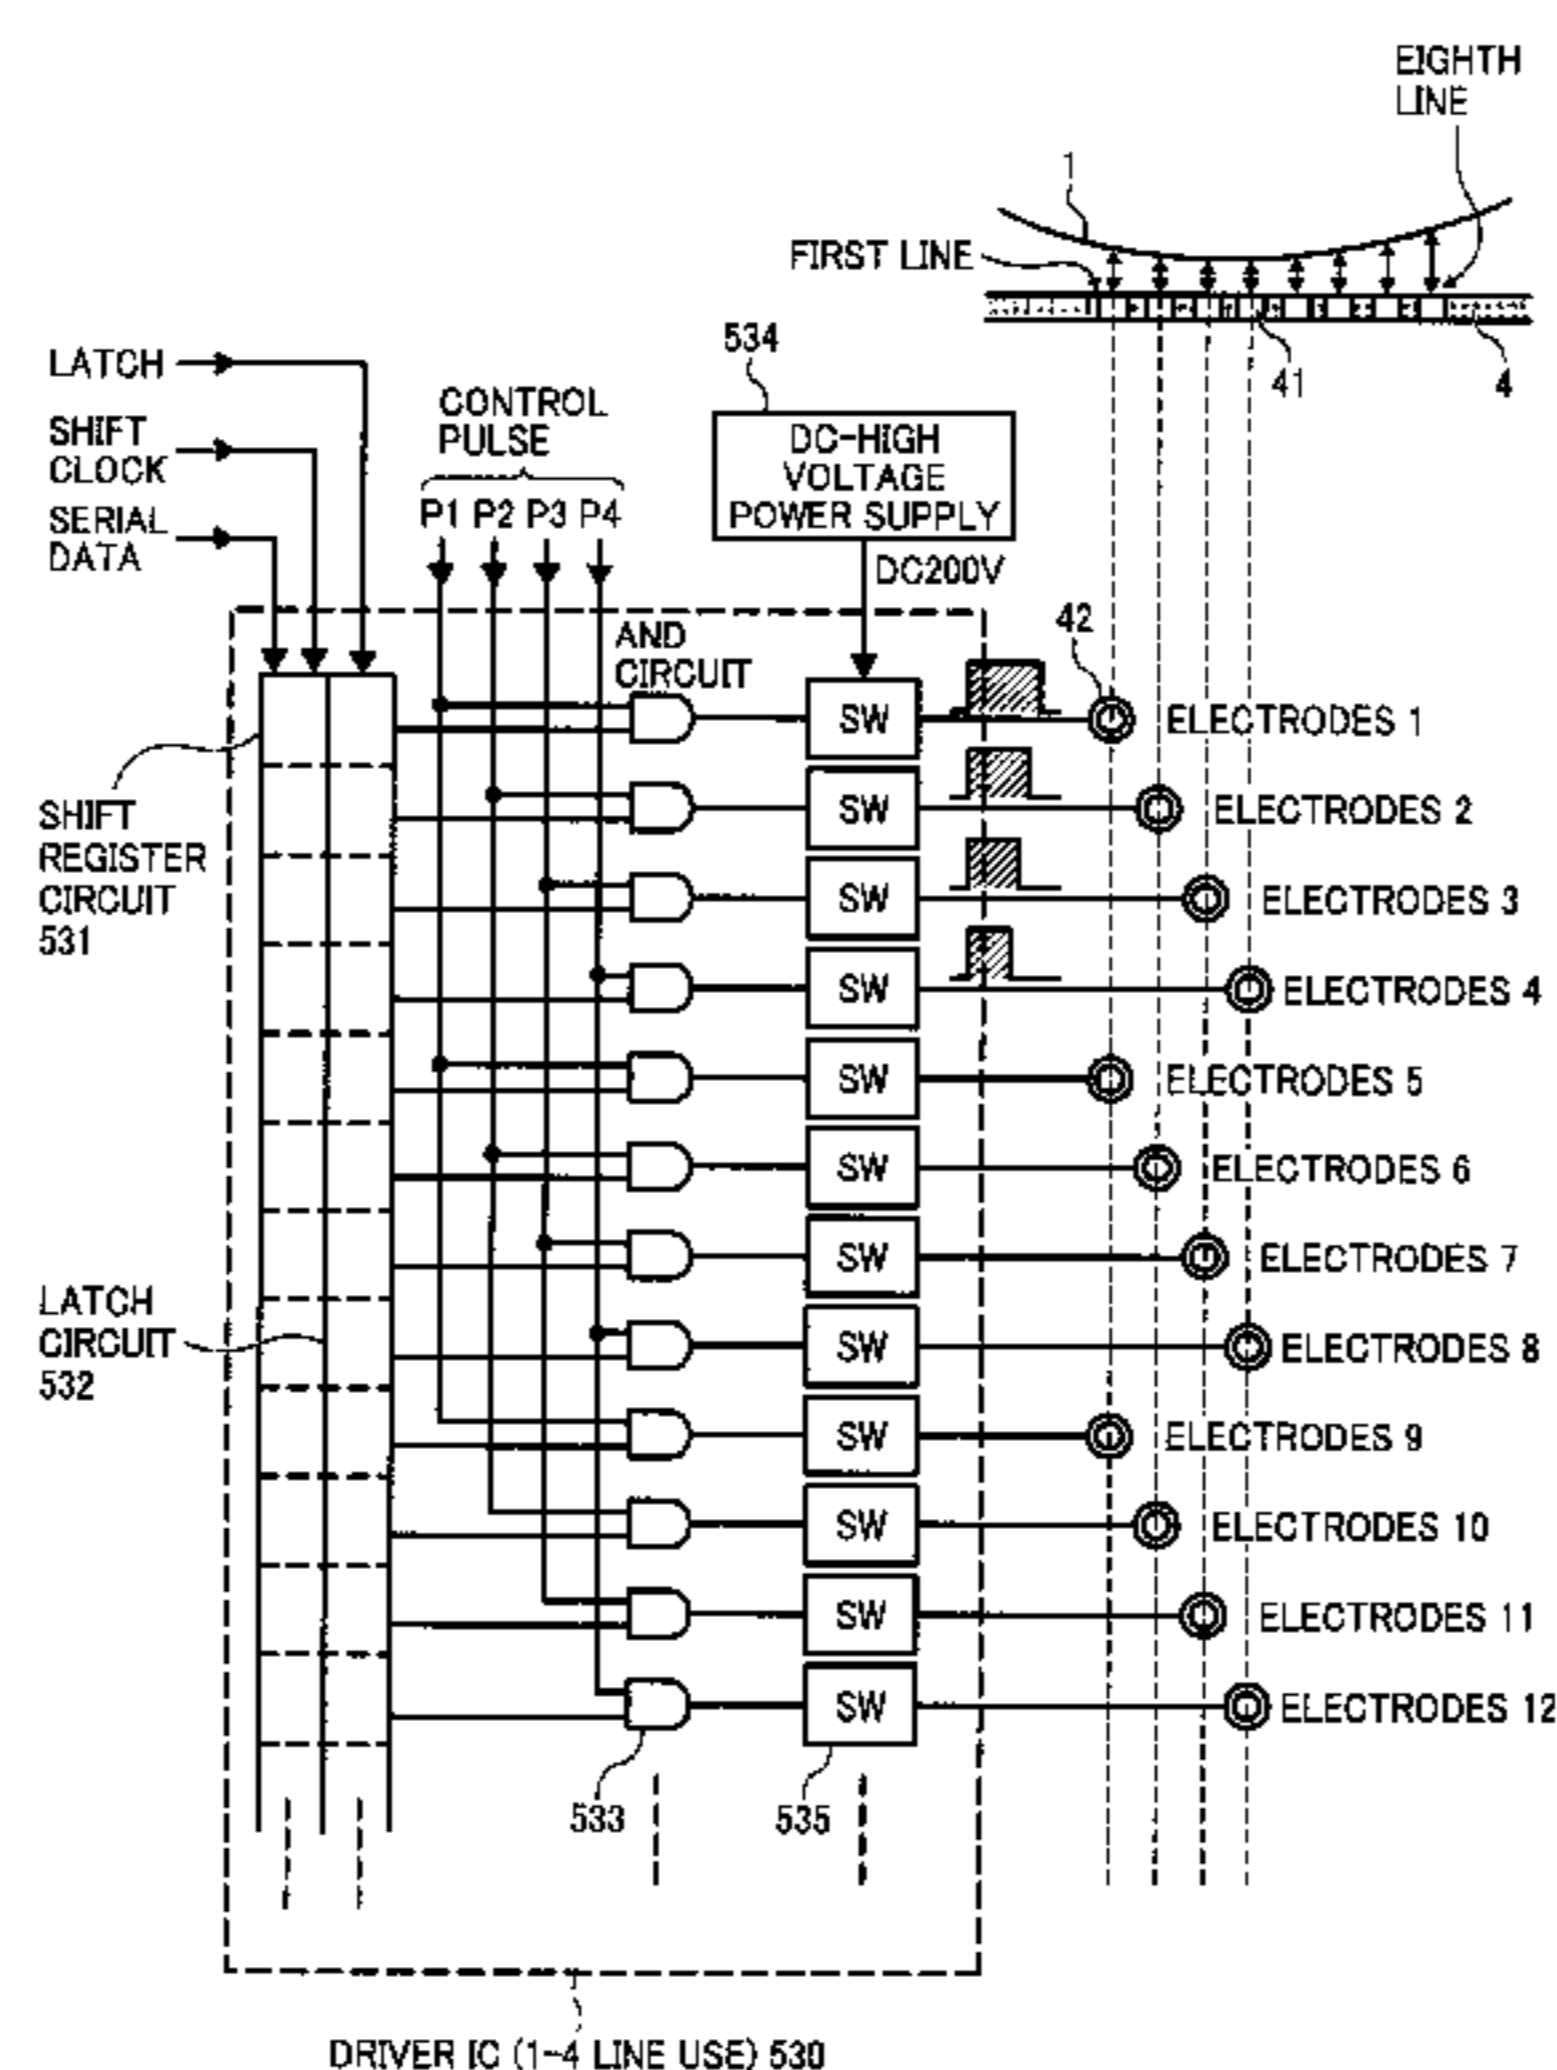 EIGHTH
LINE
1
FIRST LINE
41
4
534
LATCH
SHIFT
CLOCK
SERIAL
DATA
CONTROL
PULSE
P1 P2 P3 P4
DC-HIGH
VOLTAGE
POWER SUPPLY
DC200V
AND
CIRCUIT
42
SW
ELECTRODES 1
SW
ELECTRODES 2
SHIFT
REGISTER
CIRCUIT
531
SW
ELECTRODES 3
SW
ELECTRODES 4
SW
ELECTRODES 5
SW
ELECTRODES 6
SW
ELECTRODES 7
LATCH
CIRCUIT
532
SW
ELECTRODES 8
SW
ELECTRODES 9
SW
ELECTRODES 10
SW
ELECTRODES 11
SW
ELECTRODES 12
533
535
DRIVER IC (1-4 LINE USE) 530